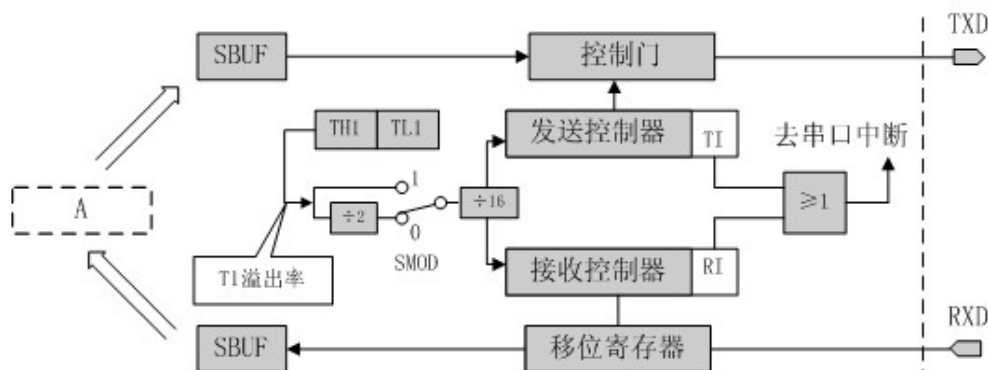 TXD
SBUF
控制门
TH1
TL1
发送控制器
TI
去串口中断
A
1
÷2
÷16
≥1
0
SMOD
T1溢出率
接收控制器
RI
RXD
SBUF
移位寄存器